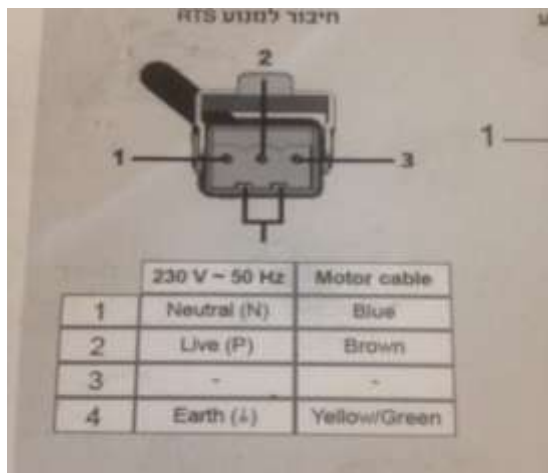 חיבור למנוע RTS
2
1
3
1
230 V ~ 50 Hz Motor cable
1 Neutral (N) Blue
2 Live (P) Brown
3 - -
4 Earth (⏚) Yellow/Green